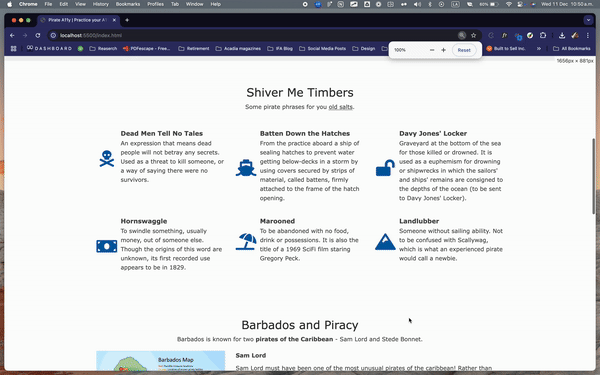 Chrome File Edit View History Bookmarks Profiles Tab Window Help
60% Wed 11 Dec 10:50 a.m.
Pirate A11y | Practice your A1
localhost:5500/index.html
DASHBOARD Research PDFescape - Free... Retirement Acadia magazines IFA Blog Social Media Posts Design Built to Sell Inc. All Bookmarks
100% Reset
1656px × 881px
Shiver Me Timbers
Some pirate phrases for you old salts.
Dead Men Tell No Tales
An expression that means dead
people will not betray any secrets.
Used as a threat to kill someone, or
a way of saying there were no
survivors.
Batten Down the Hatches
From the practice aboard a ship of
sealing hatches to prevent water
getting below-decks in a storm by
using covers secured by strips of
material, called battens, firmly
attached to the frame of the hatch
opening.
Davy Jones' Locker
Graveyard at the bottom of the sea
for those killed or drowned. It is
used as a euphemism for drowning
or shipwrecks in which the sailors'
and ships' remains are consigned to
the depths of the ocean (to be sent
to Davy Jones' Locker).
Hornswaggle
To swindle something, usually
money, out of someone else.
Though the origins of this word are
unknown, its first recorded use
appears to be in 1829.
Marooned
To be abandoned with no food,
drink or possessions. It is also the
title of a 1969 SciFi film staring
Gregory Peck.
Landlubber
Someone without sailing ability. Not
to be confused with Scallywag,
which is what an experienced pirate
would call a newbie.
Barbados and Piracy
Barbados is known for two pirates of the Caribbean - Sam Lord and Stede Bonnet.
Barbados Map
Sam Lord
Sam Lord must have been one of the most unusual pirates of the caribbean! Rather than